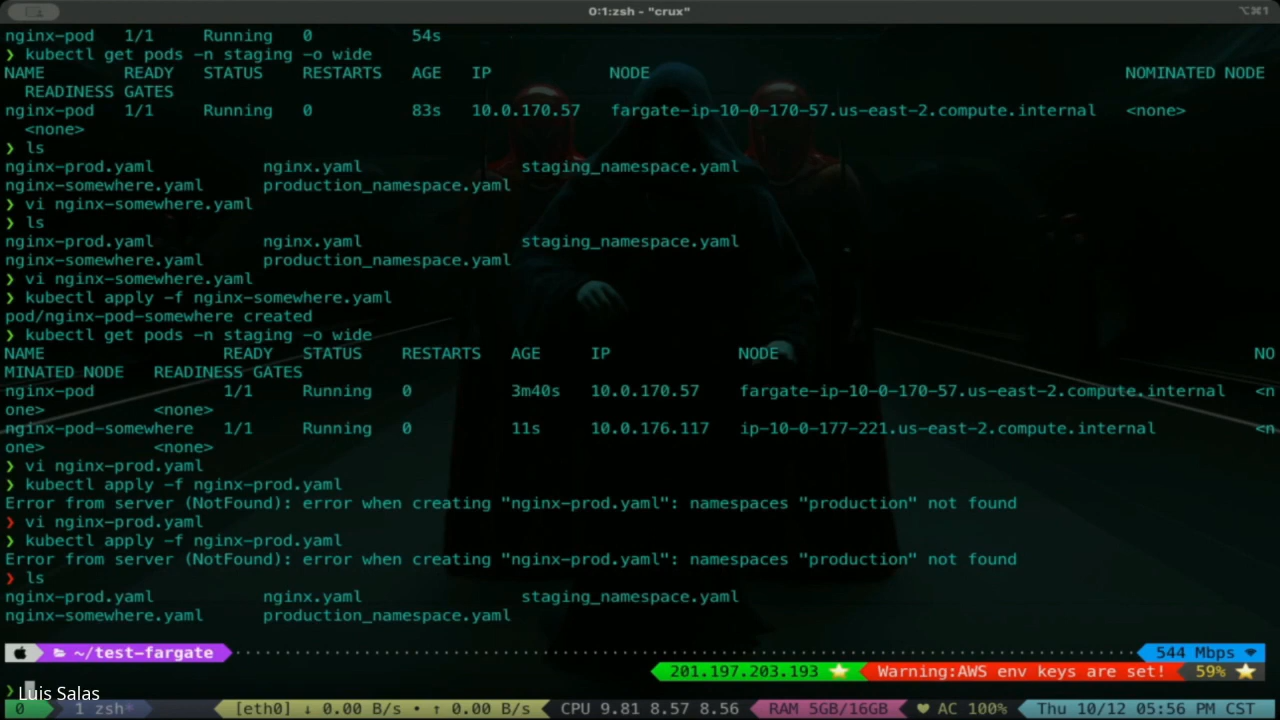 0:1:zsh - "crux"
⌥⌘1
nginx-pod 1/1 Running 0 54s
❯ kubectl get pods -n staging -o wide
NAME READY STATUS RESTARTS AGE IP NODE NOMINATED NODE
READINESS GATES
nginx-pod 1/1 Running 0 83s 10.0.170.57 fargate-ip-10-0-170-57.us-east-2.compute.internal <none>
<none>
❯ ls
nginx-prod.yaml nginx.yaml staging_namespace.yaml
nginx-somewhere.yaml production_namespace.yaml
❯ vi nginx-somewhere.yaml
❯ ls
nginx-prod.yaml nginx.yaml staging_namespace.yaml
nginx-somewhere.yaml production_namespace.yaml
❯ vi nginx-somewhere.yaml
❯ kubectl apply -f nginx-somewhere.yaml
pod/nginx-pod-somewhere created
❯ kubectl get pods -n staging -o wide
NAME READY STATUS RESTARTS AGE IP NODE NO
MINATED NODE READINESS GATES
nginx-pod 1/1 Running 0 3m40s 10.0.170.57 fargate-ip-10-0-170-57.us-east-2.compute.internal <n
one> <none>
nginx-pod-somewhere 1/1 Running 0 11s 10.0.176.117 ip-10-0-177-221.us-east-2.compute.internal <n
one> <none>
❯ vi nginx-prod.yaml
❯ kubectl apply -f nginx-prod.yaml
Error from server (NotFound): error when creating "nginx-prod.yaml": namespaces "production" not found
❯ vi nginx-prod.yaml
❯ kubectl apply -f nginx-prod.yaml
Error from server (NotFound): error when creating "nginx-prod.yaml": namespaces "production" not found
❯ ls
nginx-prod.yaml nginx.yaml staging_namespace.yaml
nginx-somewhere.yaml production_namespace.yaml
~/test-fargate 544 Mbps
201.197.203.193 Warning:AWS env keys are set! 59%
❯
Luis Salas
0 1 zsh* [eth0] ↓ 0.00 B/s • ↑ 0.00 B/s CPU 9.81 8.57 8.56 RAM 5GB/16GB ♥ AC 100% Thu 10/12 05:56 PM CST